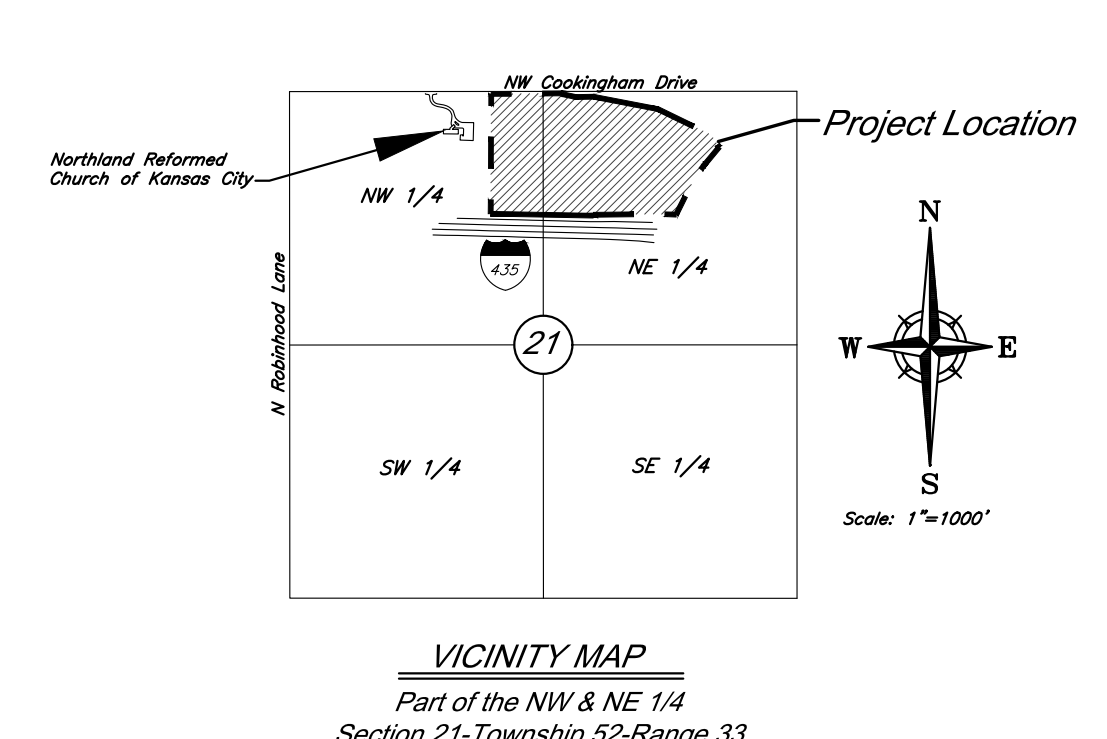 NW Cookingham Drive
Project Location
Northland Reformed
Church of Kansas City
NW 1/4
N
435
NE 1/4
N Robinhood Lane
21
W
E
SW 1/4
SE 1/4
S
Scale: 1"=1000'
VICINITY MAP
Part of the NW & NE 1/4
Section 21-Township 52-Range 33